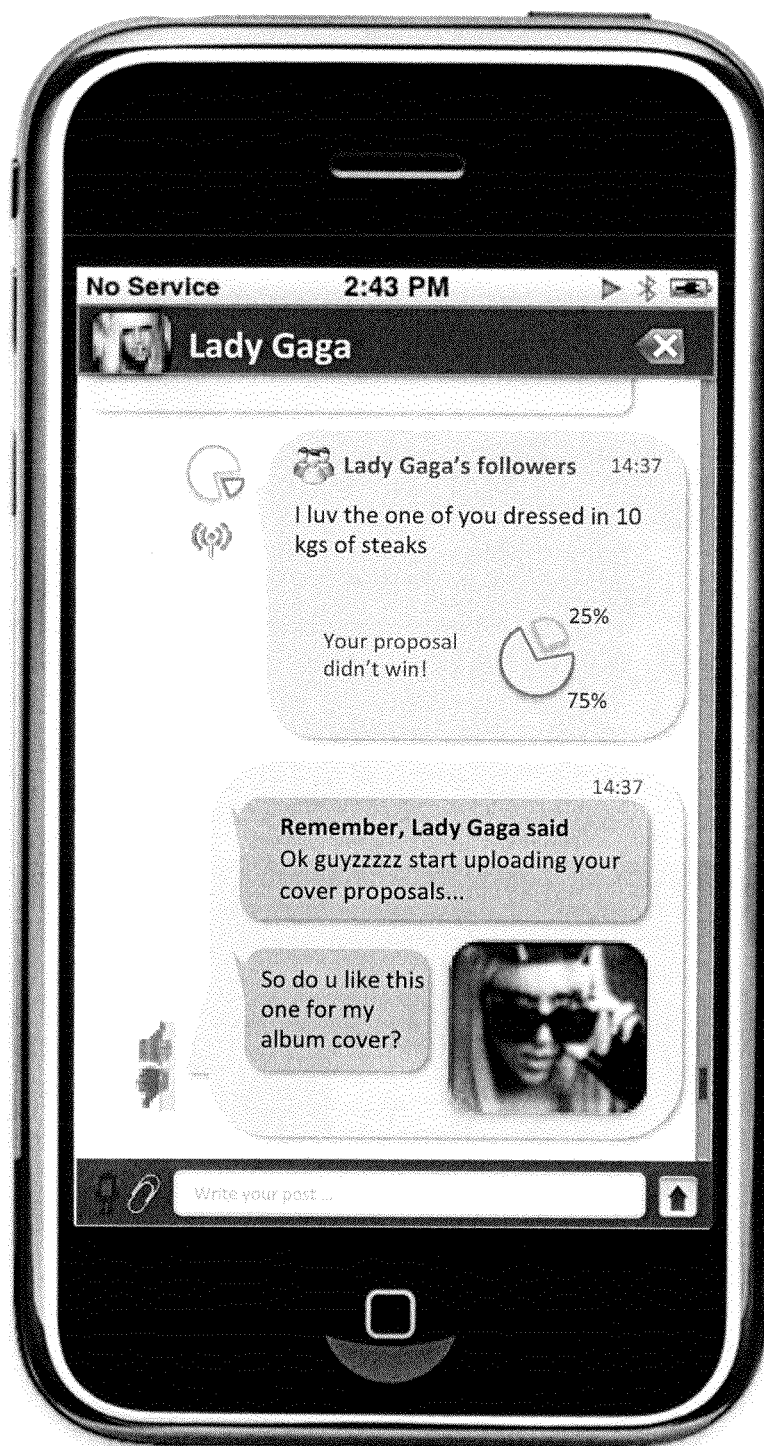 No Service 2:43 PM
Lady Gaga
Lady Gaga's followers 14:37
I luv the one of you dressed in 10
kgs of steaks
25%
Your proposal
didn't win!
75%
14:37
Remember, Lady Gaga said
Ok guyzzzzz start uploading your
cover proposals...
So do u like this
one for my
album cover?
Write your post ...